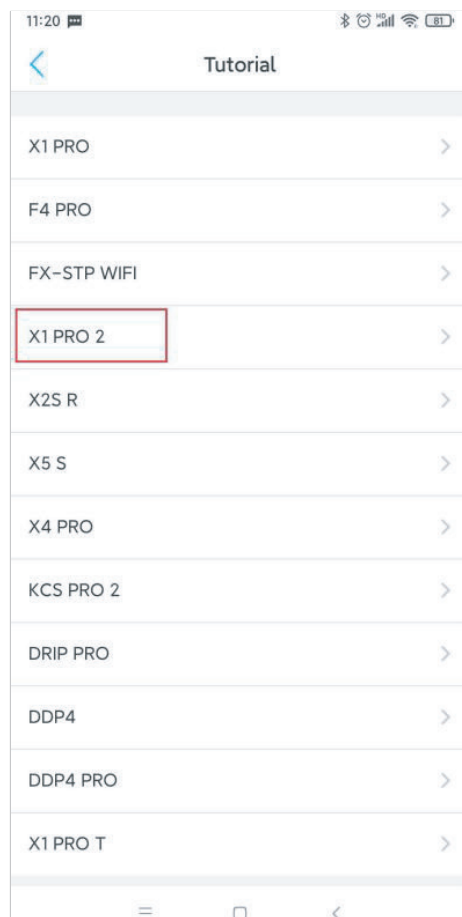 11:20
HD 81
Tutorial
X1 PRO
F4 PRO
FX-STP WIFI
X1 PRO 2
X2S R
X5 S
X4 PRO
KCS PRO 2
DRIP PRO
DDP4
DDP4 PRO
X1 PRO T